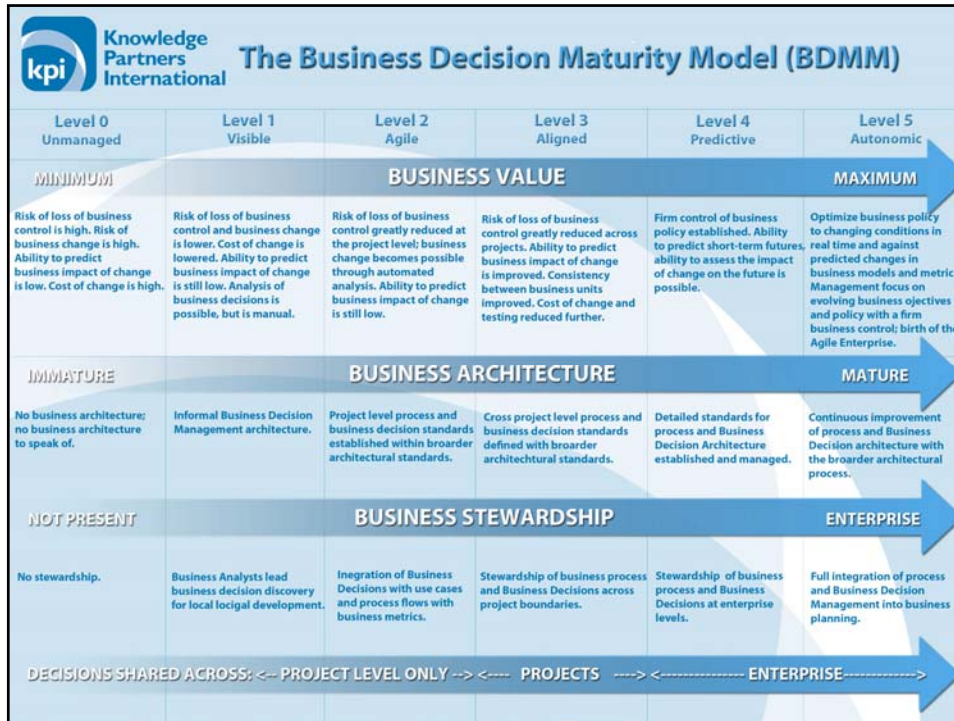 kpi
Knowledge
Partners
International
The Business Decision Maturity Model (BDMM)
Level 0
Unmanaged
Level 1
Visible
Level 2
Agile
Level 3
Aligned
Level 4
Predictive
Level 5
Autonomic
MINIMUM
BUSINESS VALUE
MAXIMUM
Risk of loss of business
control is high. Risk of
business change is high.
Ability to predict
business impact of change
is low. Cost of change is high.
Risk of loss of business
control and business change
is lower. Cost of change is
lowered. Ability to predict
business impact of change
is still low. Analysis of
business decisions is
possible, but is manual.
Risk of loss of business
control greatly reduced at
the project level; business
change becomes possible
through automated
analysis. Ability to predict
business impact of change
is still low.
Risk of loss of business
control greatly reduced across
projects. Ability to predict
business impact of change
is improved. Consistency
between business units
improved. Cost of change and
testing reduced further.
Firm control of business
policy established. Ability
to predict short-term futures,
ability to assess the impact
of change on the future is
possible.
Optimize business policy
to changing conditions in
real time and against
predicted changes in
business models and metric
Management focus on
evolving business ojectives
and policy with a firm
business control; birth of the
Agile Enterprise.
IMMATURE
BUSINESS ARCHITECTURE
MATURE
No business architecture;
no business architecture
to speak of.
Informal Business Decision
Management architecture.
Project level process and
business decision standards
established within broarder
architectural standards.
Cross project level process and
business decision standards
defined with broarder
architechtural standards.
Detailed standards for
process and Business
Decision Architecture
established and managed.
Continuous improvement
of process and Business
Decision architecture with
the broarder architectural
process.
NOT PRESENT
BUSINESS STEWARDSHIP
ENTERPRISE
No stewardship.
Business Analysts lead
business decision discovery
for local locigal development.
Inegration of Business
Decisions with use cases
and process flows with
business metrics.
Stewardship of business process
and Business Decisions across
project boundaries.
Stewardship of business
process and Business
Decisions at enterprise
levels.
Full integration of process
and Business Decision
Management into business
planning.
DECISIONS SHARED ACROSS: <-- PROJECT LEVEL ONLY --> <---- PROJECTS ----> <--------------- ENTERPRISE------------->